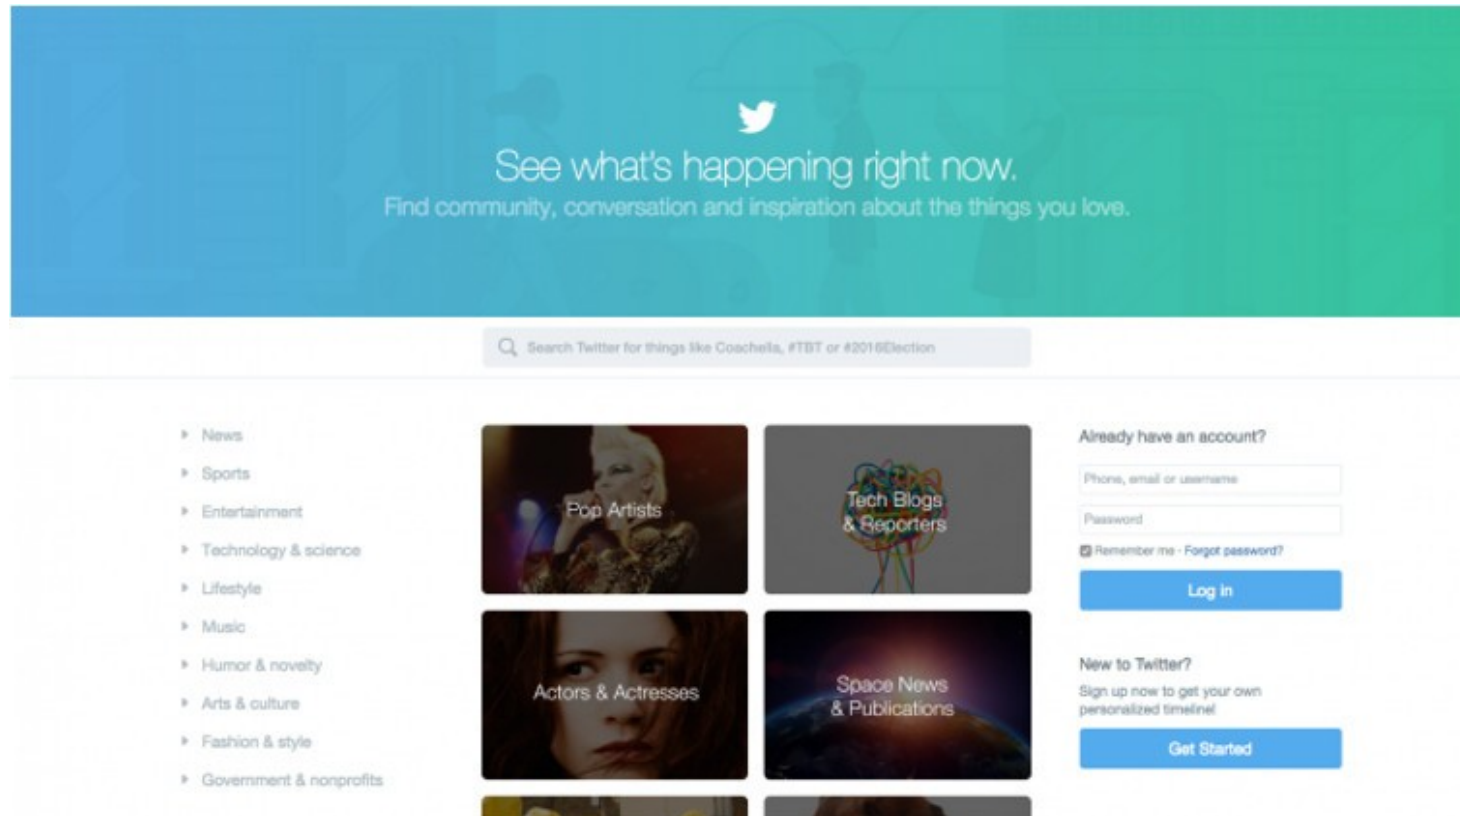 See what's happening right now.
Find community, conversation and inspiration about the things you love.
Search Twitter for things like Coachella, #TBT or #2016Election
News
Sports
Entertainment
Technology & science
Lifestyle
Music
Humor & novelty
Arts & culture
Fashion & style
Government & nonprofits
Pop Artists
Tech Blogs
& Reporters
Actors & Actresses
Space News
& Publications
Already have an account?
Phone, email or username
Password
Remember me · Forgot password?
Log in
New to Twitter?
Sign up now to get your own
personalized timeline!
Get Started